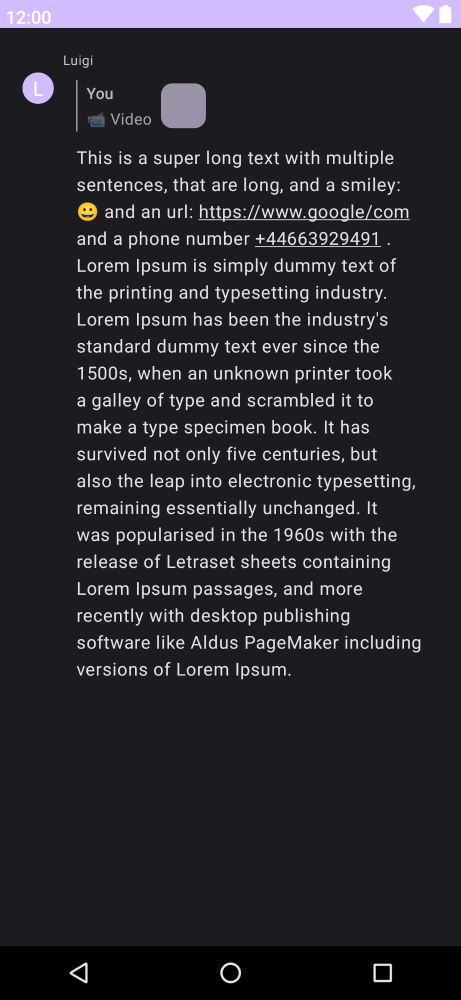 12:00
Luigi
L
You
📹 Video
This is a super long text with multiple
sentences, that are long, and a smiley:
😀 and an url: https://www.google/com
and a phone number +44663929491 .
Lorem Ipsum is simply dummy text of
the printing and typesetting industry.
Lorem Ipsum has been the industry's
standard dummy text ever since the
1500s, when an unknown printer took
a galley of type and scrambled it to
make a type specimen book. It has
survived not only five centuries, but
also the leap into electronic typesetting,
remaining essentially unchanged. It
was popularised in the 1960s with the
release of Letraset sheets containing
Lorem Ipsum passages, and more
recently with desktop publishing
software like Aldus PageMaker including
versions of Lorem Ipsum.